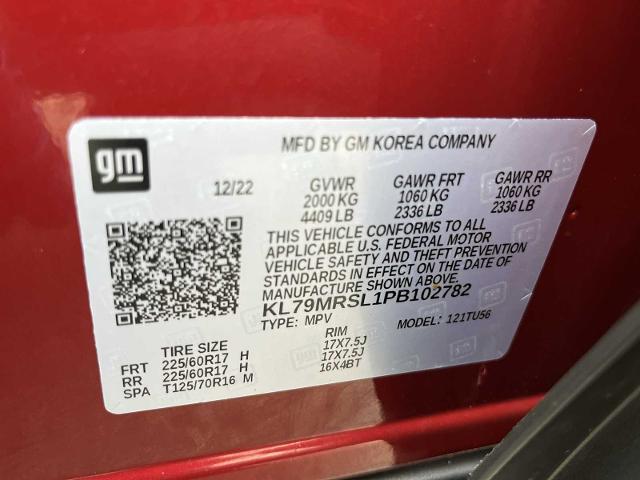 gm
MFD BY GM KOREA COMPANY
12/22 GVWR GAWR FRT GAWR RR
2000 KG 1060 KG 1060 KG
4409 LB 2336 LB 2336 LB
THIS VEHICLE CONFORMS TO ALL
APPLICABLE U.S. FEDERAL MOTOR
VEHICLE SAFETY AND THEFT PREVENTION
STANDARDS IN EFFECT ON THE DATE OF
MANUFACTURE SHOWN ABOVE.
KL79MRSL1PB102782
TYPE: MPV MODEL: 121TU56
TIRE SIZE RIM
FRT 225/60R17 H 17X7.5J
RR 225/60R17 H 17X7.5J
SPA T125/70R16 M 16X4BT